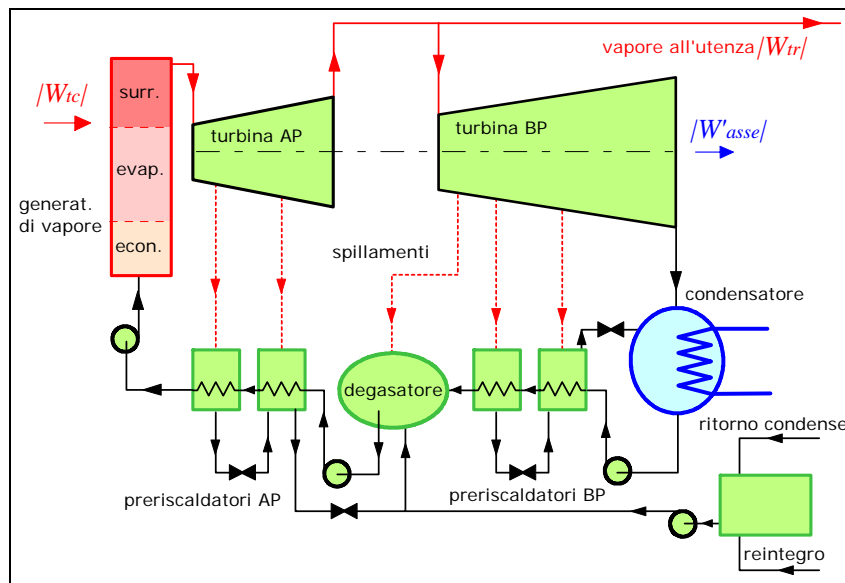 vapore all'utenza |Wtr|
|Wtc|
surr.
turbina AP
turbina BP
|W'asse|
evap.
generat.
di vapore
econ.
spillamenti
condensatore
degasatore
ritorno condense
preriscaldatori AP
preriscaldatori BP
reintegro